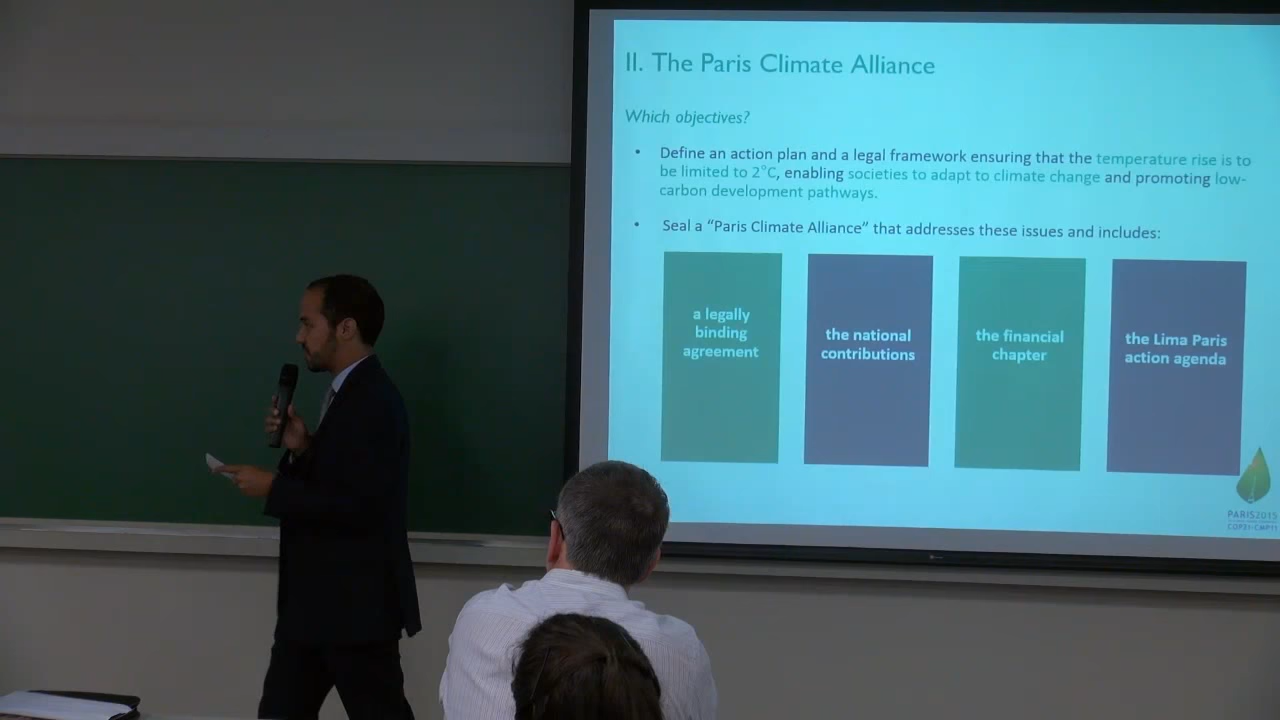 II. The Paris Climate Alliance
Which objectives?
• Define an action plan and a legal framework ensuring that the temperature rise is to
be limited to 2°C, enabling societies to adapt to climate change and promoting low-
carbon development pathways.
• Seal a “Paris Climate Alliance” that addresses these issues and includes:
a legally
binding
agreement
the national
contributions
the financial
chapter
the Lima Paris
action agenda
PARIS2015
COP21·CMP11